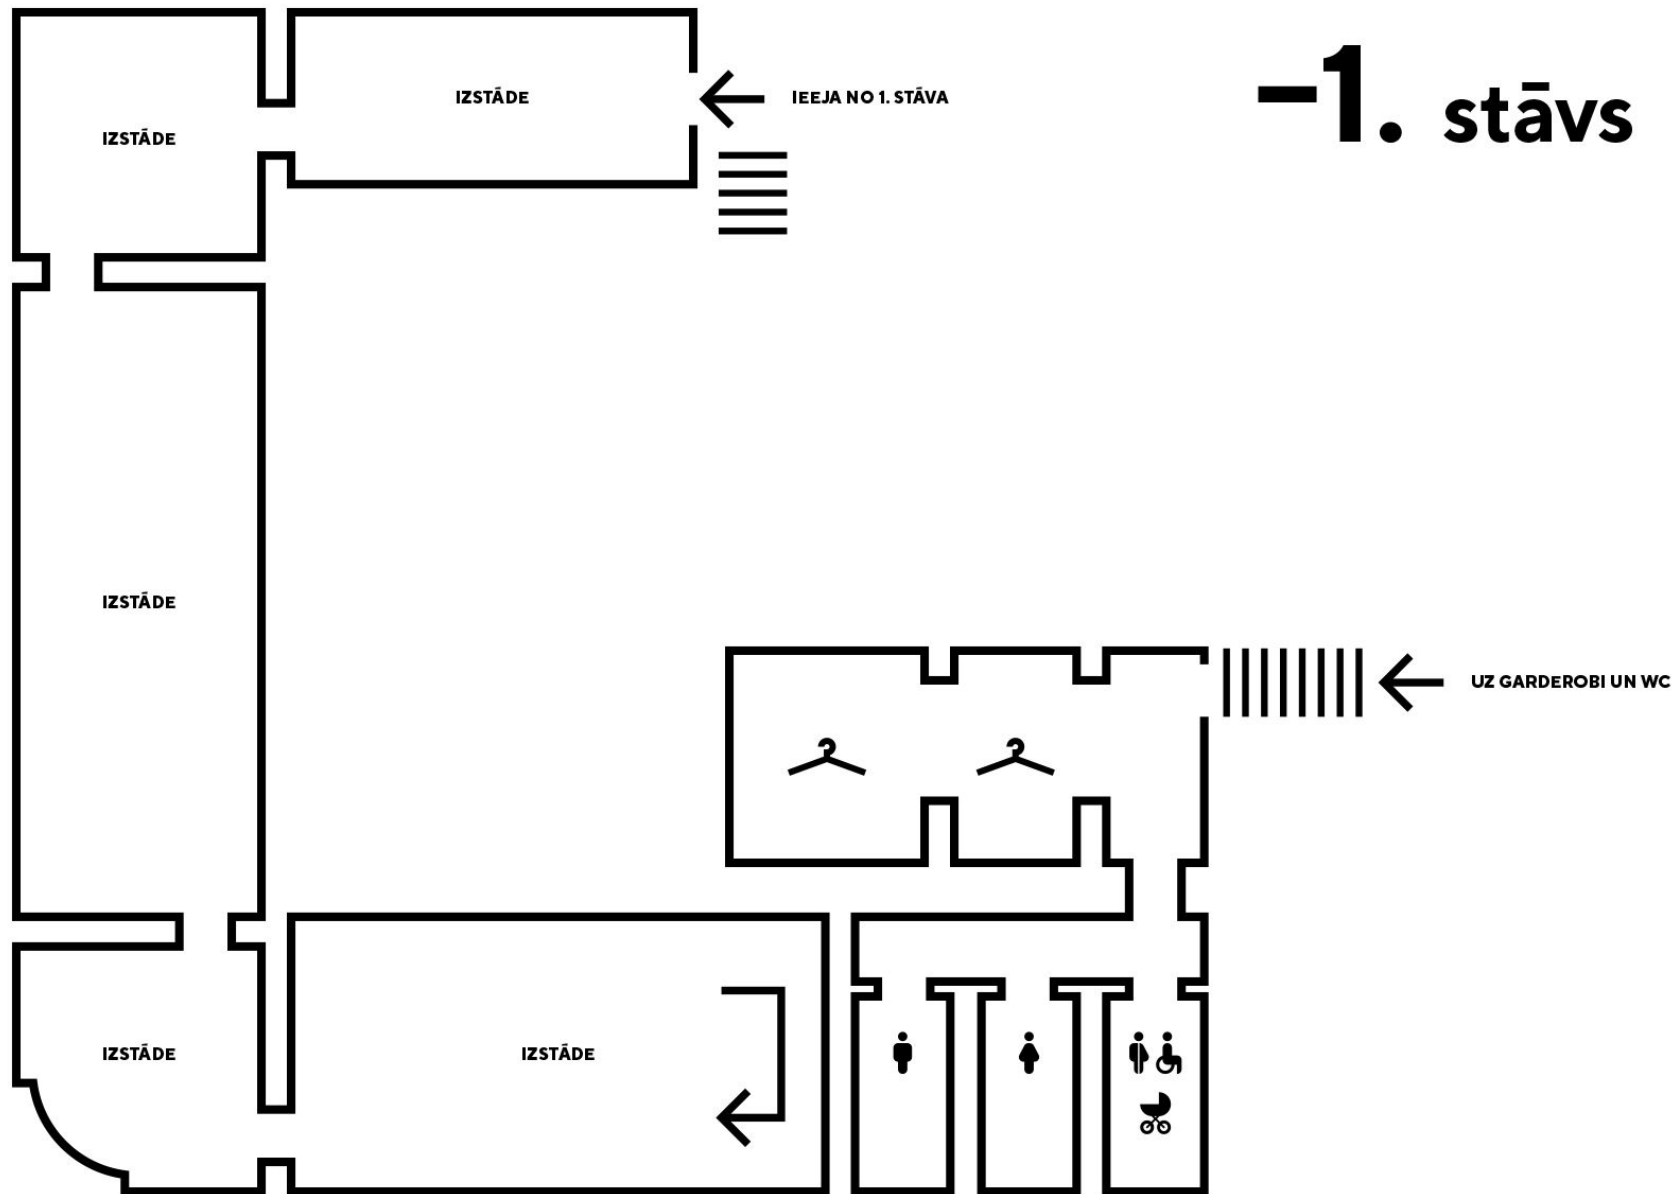 -1. stāvs
IZSTĀDE
IEEJA NO 1. STĀVA
IZSTĀDE
IZSTĀDE
UZ GARDEROBI UN WC
IZSTĀDE
IZSTĀDE